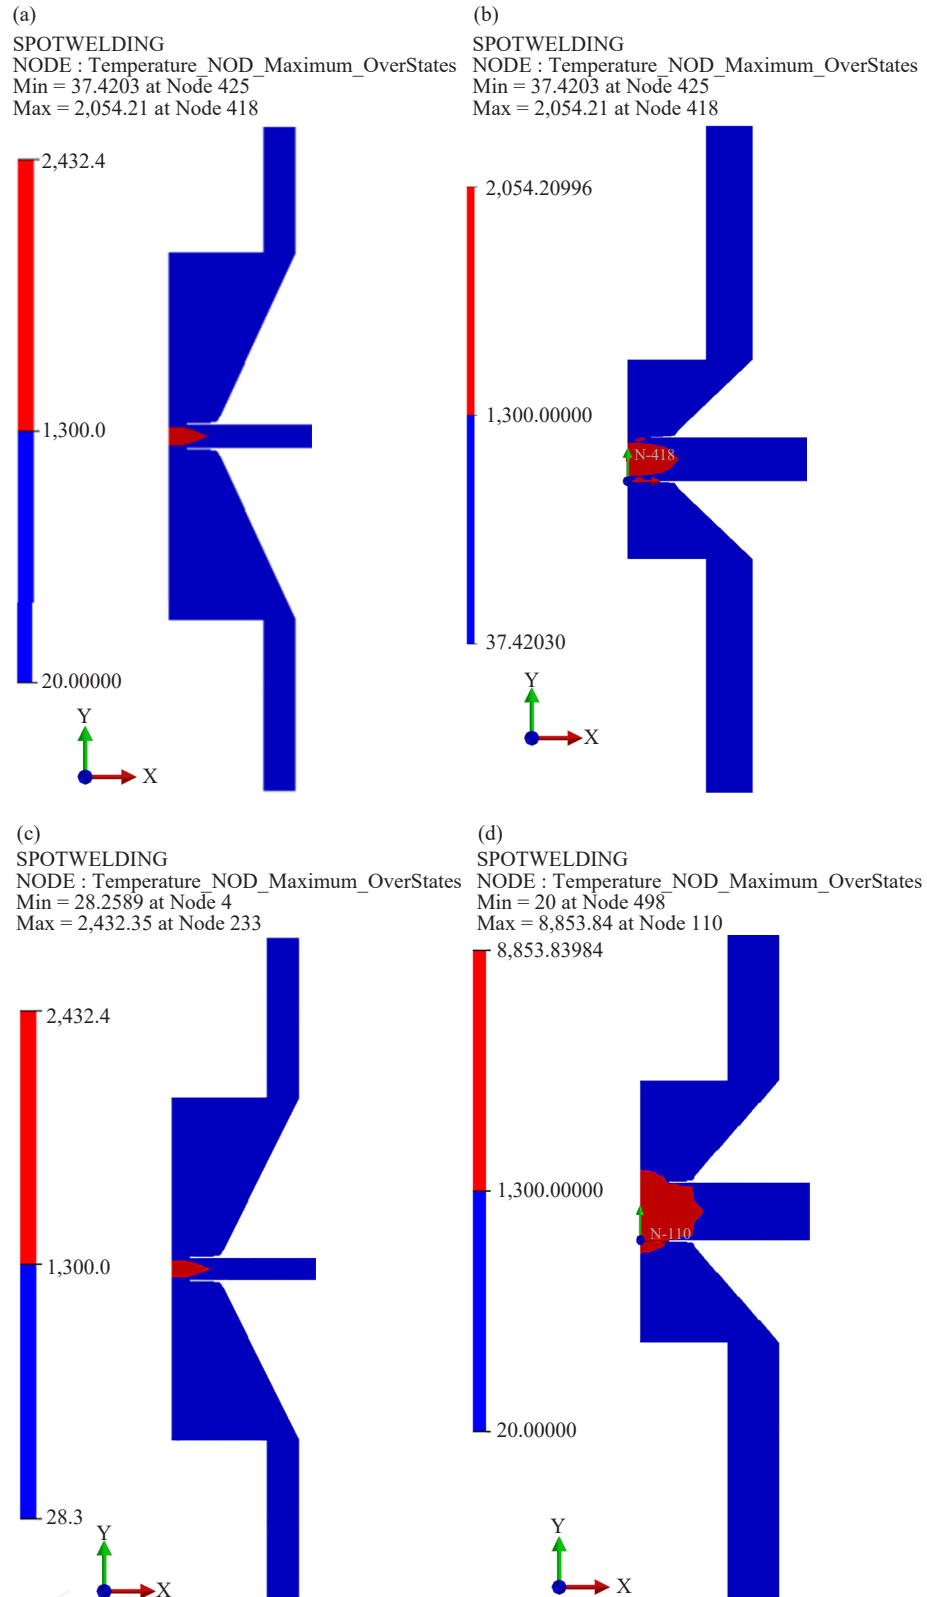 (a)
SPOTWELDING
NODE : Temperature_NOD_Maximum_OverStates
Min = 37.4203 at Node 425
Max = 2,054.21 at Node 418
2,432.4
1,300.0
20.00000
Y
X
(b)
SPOTWELDING
NODE : Temperature_NOD_Maximum_OverStates
Min = 37.4203 at Node 425
Max = 2,054.21 at Node 418
2,054.20996
1,300.00000
N-418
37.42030
Y
X
(c)
SPOTWELDING
NODE : Temperature_NOD_Maximum_OverStates
Min = 28.2589 at Node 4
Max = 2,432.35 at Node 233
2,432.4
1,300.0
28.3
Y
X
(d)
SPOTWELDING
NODE : Temperature_NOD_Maximum_OverStates
Min = 20 at Node 498
Max = 8,853.84 at Node 110
8,853.83984
1,300.00000
N-110
20.00000
Y
X